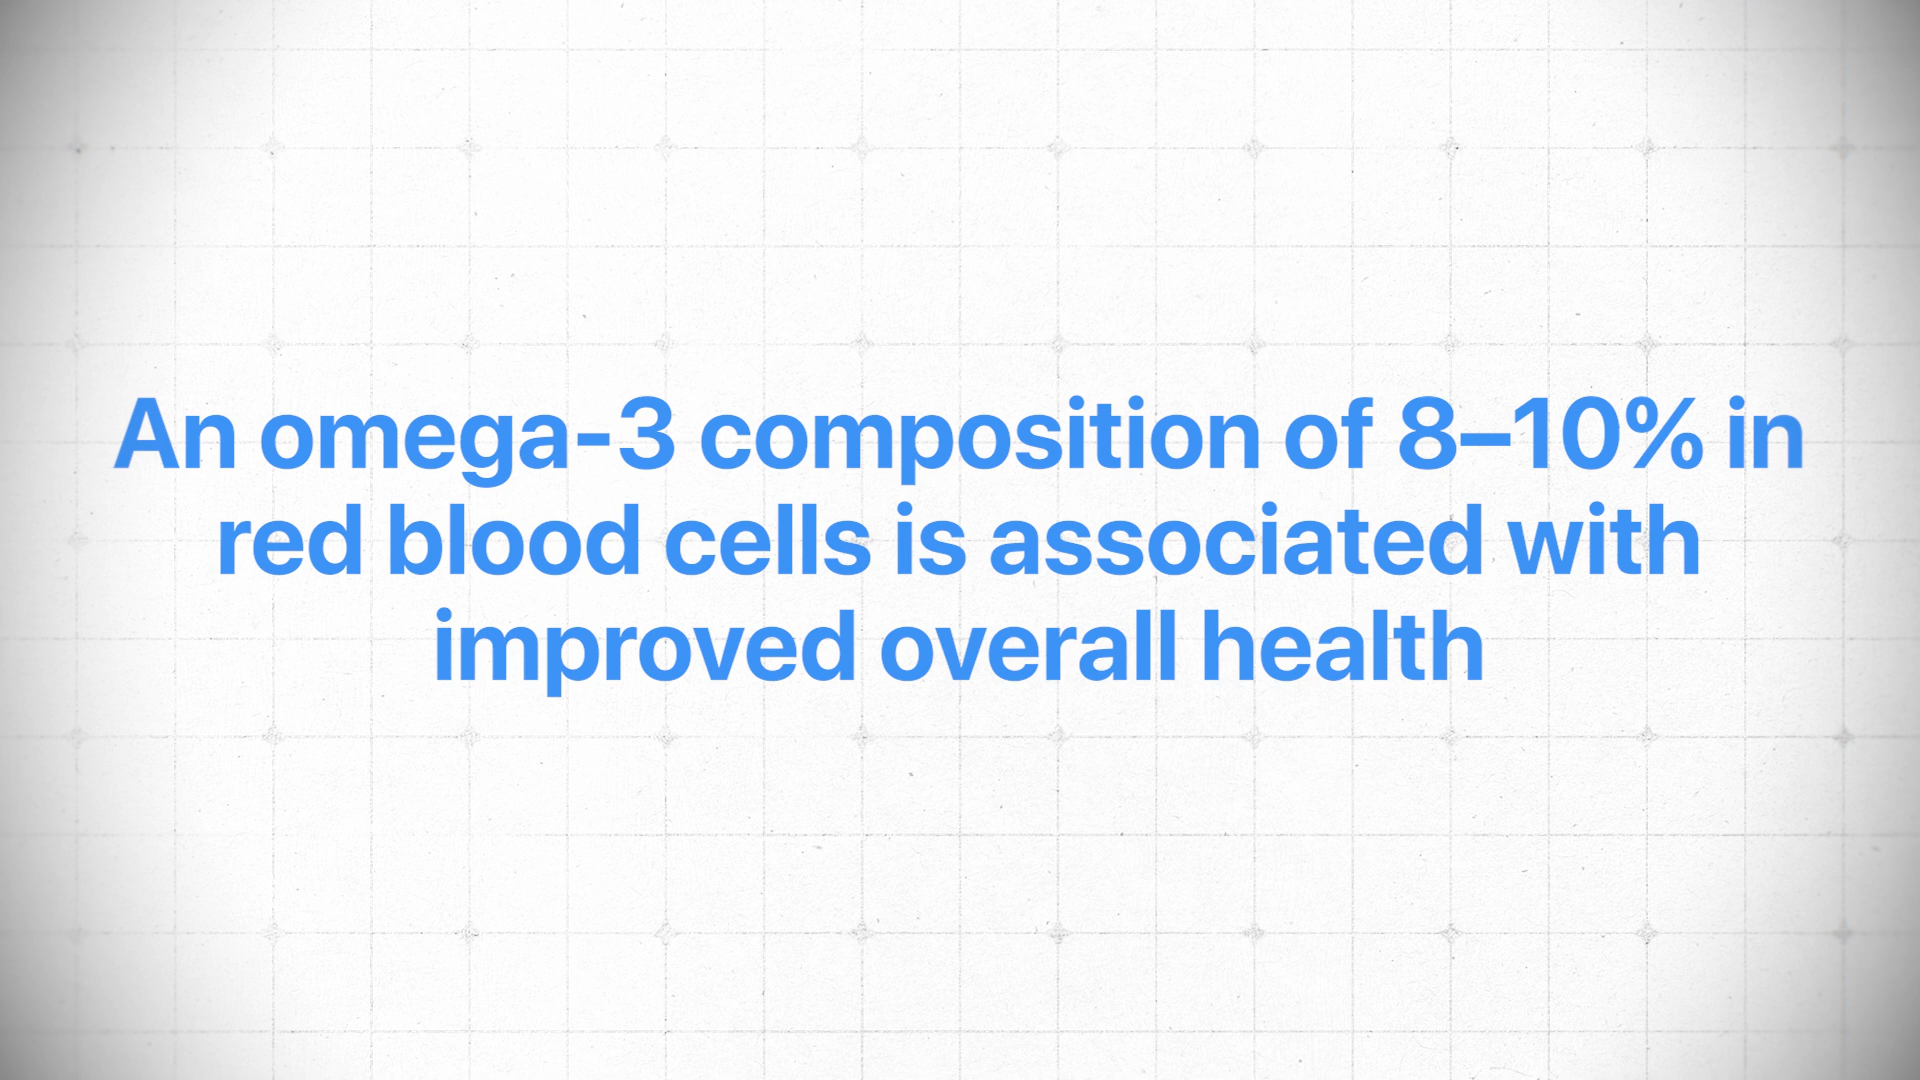 An omega-3 composition of 8–10% in
red blood cells is associated with
improved overall health